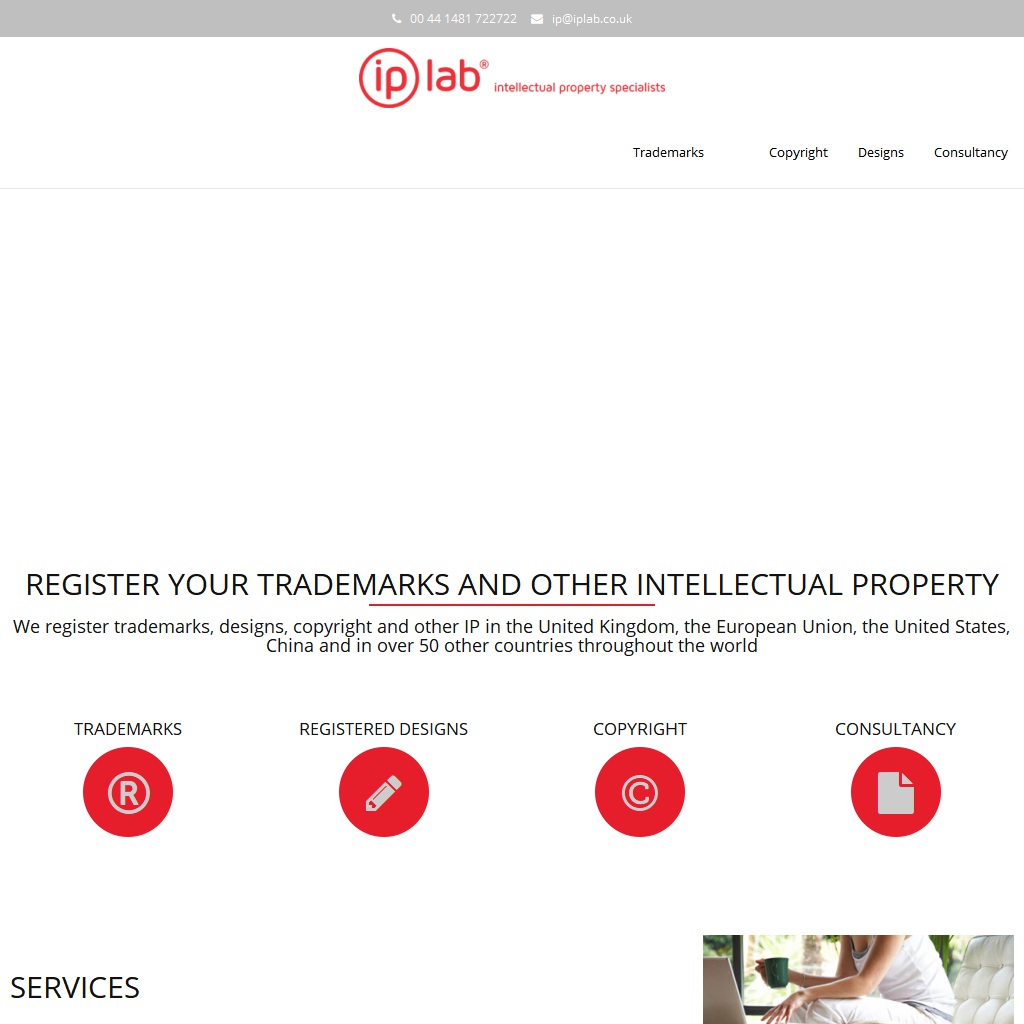 00 44 1481 722722 ip@iplab.co.uk
ip lab® intellectual property specialists
Trademarks Copyright Designs Consultancy
REGISTER YOUR TRADEMARKS AND OTHER INTELLECTUAL PROPERTY
We register trademarks, designs, copyright and other IP in the United Kingdom, the European Union, the United States,
China and in over 50 other countries throughout the world
TRADEMARKS REGISTERED DESIGNS COPYRIGHT CONSULTANCY
® ©
SERVICES